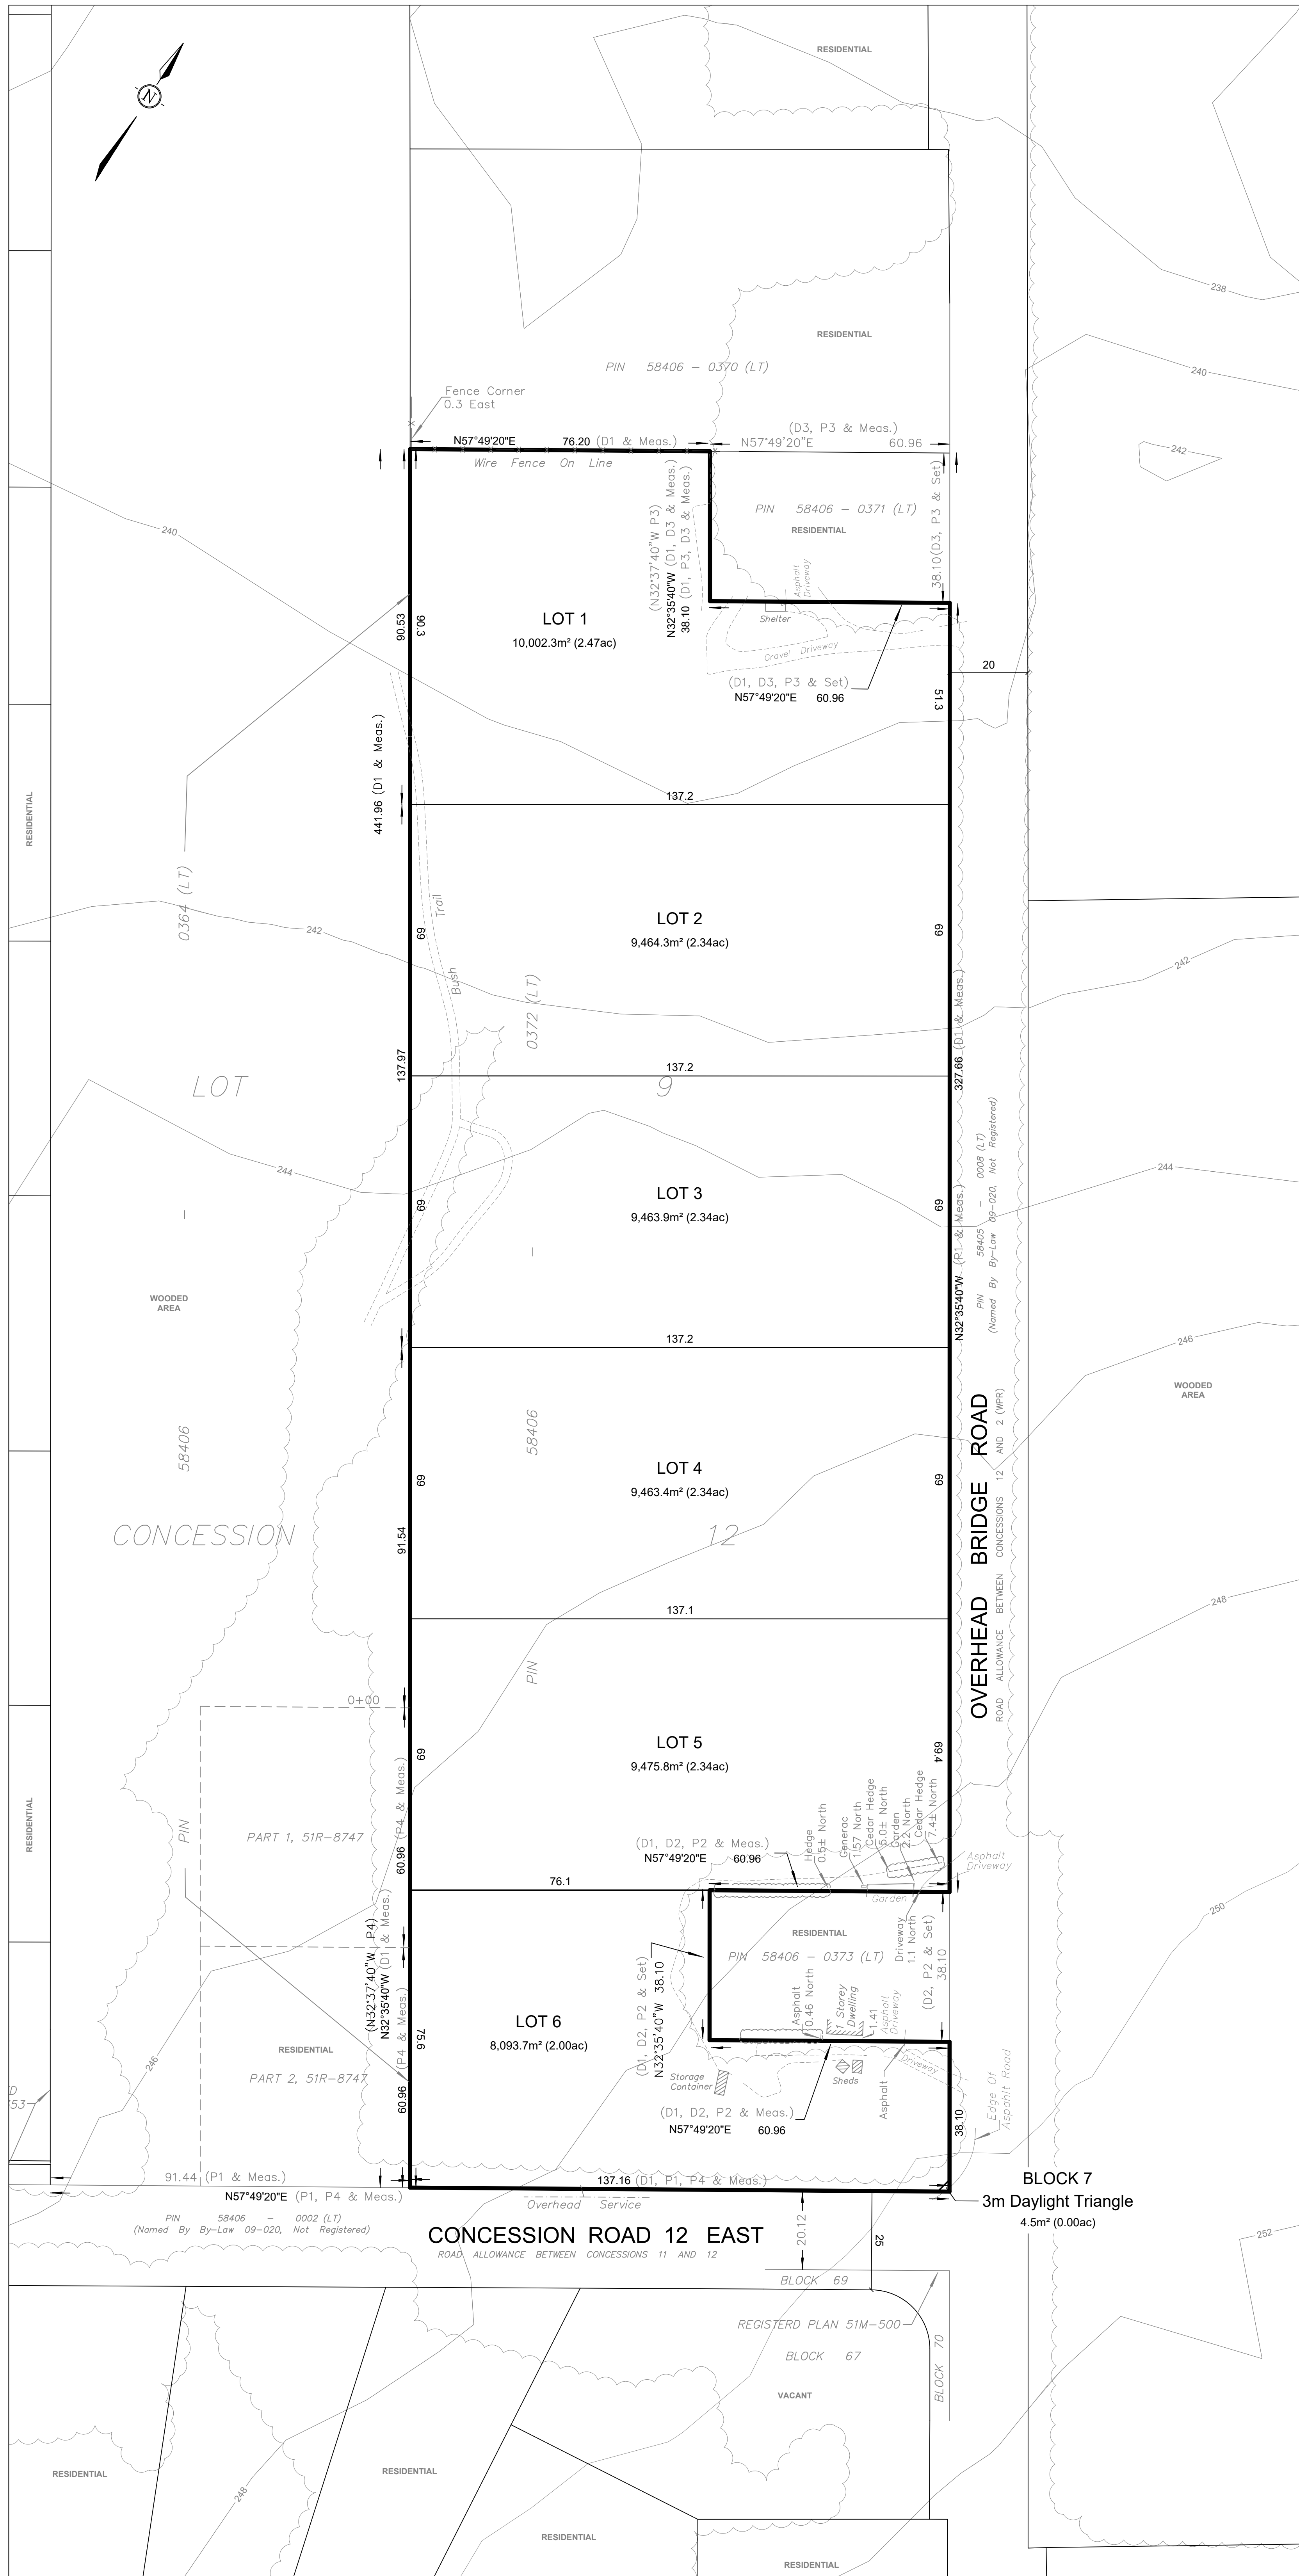 N
RESIDENTIAL
238
RESIDENTIAL
PIN 58406 – 0370 (LT)
240
Fence Corner
0.3 East
(D3, P3 & Meas.)
N57°49'20"E 76.20 (D1 & Meas.)
N57°49'20"E 60.96
Wire Fence On Line
242
240
(N32°37'40"W P3)
N32°35'40"W (D1, D3 & Meas.)
38.10 (D1, P3, D3 & Meas.)
PIN 58406 – 0371 (LT)
RESIDENTIAL
38.10(D3, P3 & Set)
Asphalt
Driveway
Shelter
Gravel Driveway
LOT 1
10,002.3m² (2.47ac)
90.53
90.3
(D1, D3, P3 & Set)
N57°49'20"E 60.96
20
51.3
441.96 (D1 & Meas.)
137.2
RESIDENTIAL
0364 (LT)
Trail
Bush
LOT 2
9,464.3m² (2.34ac)
69
69
242
242
0372 (LT)
327.66 (D1 & Meas.)
137.97
137.2
LOT
9
PIN 58405 – 0008 (LT)
(Named By By-Law 09-020, Not Registered)
244
244
LOT 3
9,463.9m² (2.34ac)
69
69
–
–
N32°35'40"W (P1 & Meas.)
WOODED
AREA
137.2
246
WOODED
AREA
58406
58406
LOT 4
9,463.4m² (2.34ac)
69
69
OVERHEAD BRIDGE ROAD
ROAD ALLOWANCE BETWEEN CONCESSIONS 12 AND 2 (WPR)
CONCESSION
12
91.54
137.1
248
PIN
0+00
LOT 5
9,475.8m² (2.34ac)
69
69.4
RESIDENTIAL
PIN
PART 1, 51R-8747
60.96 (P4 & Meas.)
(D1, D2, P2 & Meas.)
N57°49'20"E 60.96
Hedge
0.5± North
Generac
1.57 North
Cedar Hedge
5.0± North
Garden
2.2 North
Cedar Hedge
7.4± North
Asphalt
Driveway
76.1
Garden
250
RESIDENTIAL
PIN 58406 – 0373 (LT)
Driveway
1.1 North
(D2, P2 & Set)
38.10
(N32°37'40"W P4)
N32°35'40"W (D1 & Meas.)
(D1, D2, P2 & Set)
N32°35'40"W 38.10
Asphalt
0.46 North
1 Storey
Dwelling
1.41
Asphalt
Driveway
LOT 6
8,093.7m² (2.00ac)
75.6
246
RESIDENTIAL
PART 2, 51R-8747
60.96 (P4 & Meas.)
Storage
Container
Sheds
Driveway
Asphalt
(D1, D2, P2 & Meas.)
N57°49'20"E 60.96
38.10
Edge Of
Aspahlt Road
D
53
91.44 (P1 & Meas.)
137.16 (D1, P1, P4 & Meas.)
BLOCK 7
3m Daylight Triangle
4.5m² (0.00ac)
N57°49'20"E (P1, P4 & Meas.)
Overhead Service
PIN 58406 – 0002 (LT)
(Named By By-Law 09-020, Not Registered)
CONCESSION ROAD 12 EAST
ROAD ALLOWANCE BETWEEN CONCESSIONS 11 AND 12
20.12
25
252
BLOCK 69
REGISTERD PLAN 51M-500
BLOCK 67
BLOCK 70
VACANT
RESIDENTIAL
RESIDENTIAL
248
RESIDENTIAL
RESIDENTIAL